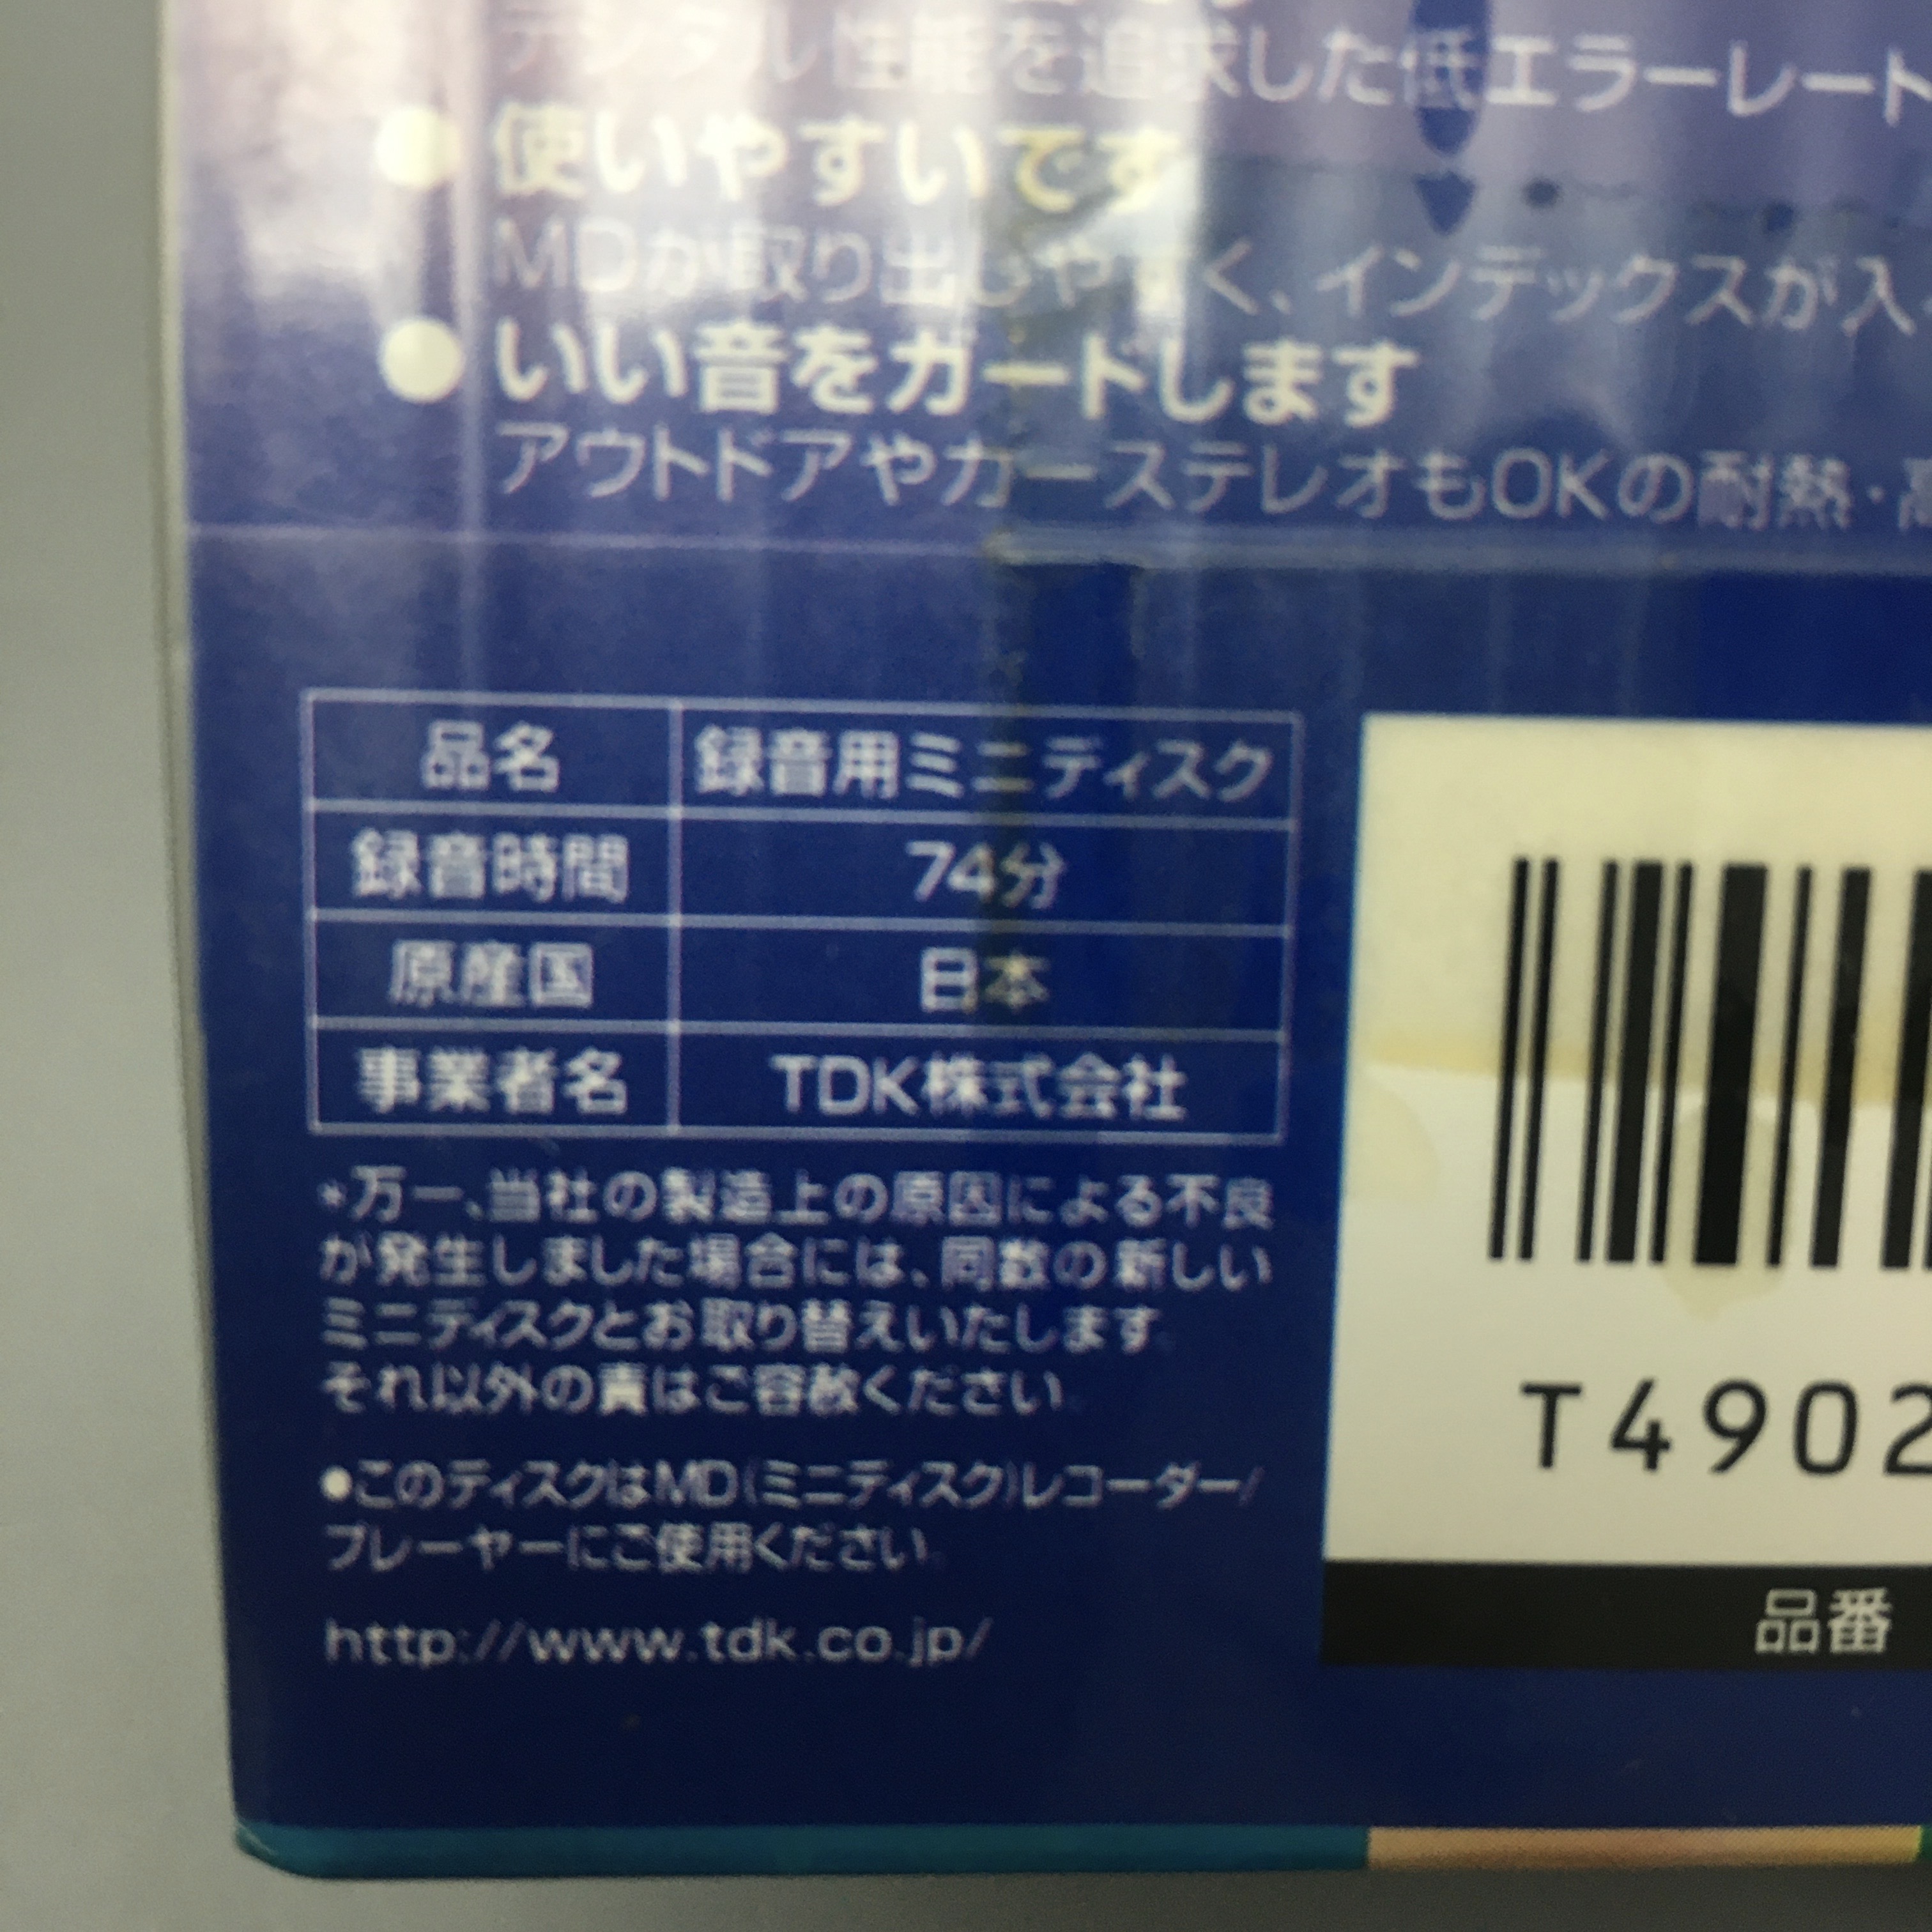 デジタル性能を追求した低エラーレート
●使いやすいです
MDが取り出しやすく、インデックスが入
●いい音をガードします
アウトドアやカーステレオもOKの耐熱・高
品名 録音用ミニディスク
録音時間 74分
原産国 日本
事業者名 TDK株式会社
*万一、当社の製造上の原因による不良
が発生しました場合には、同数の新しい
ミニディスクとお取り替えいたします。
それ以外の責はご容赦ください。
●このディスクはMD(ミニディスク)レコーダー/
プレーヤーにご使用ください。
http://www.tdk.co.jp/
T4902
品番